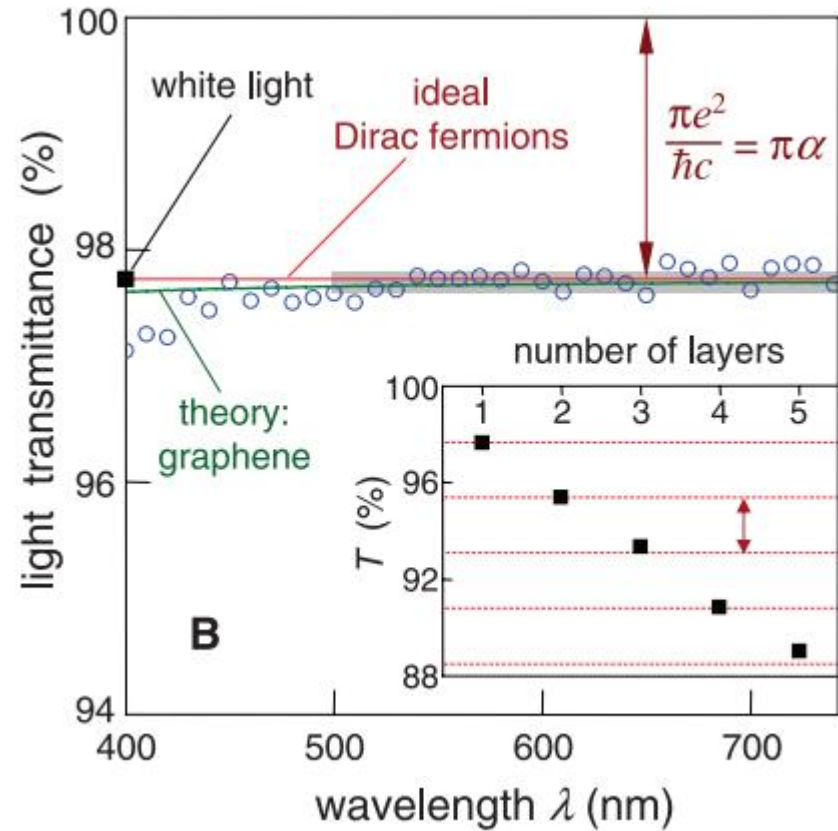 100
98
96
94
light transmittance (%)
white light
ideal
Dirac fermions
πe²/ħc = πα
theory:
graphene
B
number of layers
1 2 3 4 5
100
96
92
88
T (%)
400 500 600 700
wavelength λ (nm)